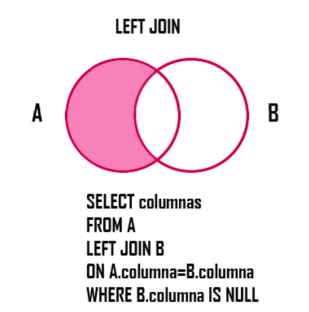 LEFT JOIN
A
B
SELECT columnas
FROM A
LEFT JOIN B
ON A.columna=B.columna
WHERE B.columna IS NULL